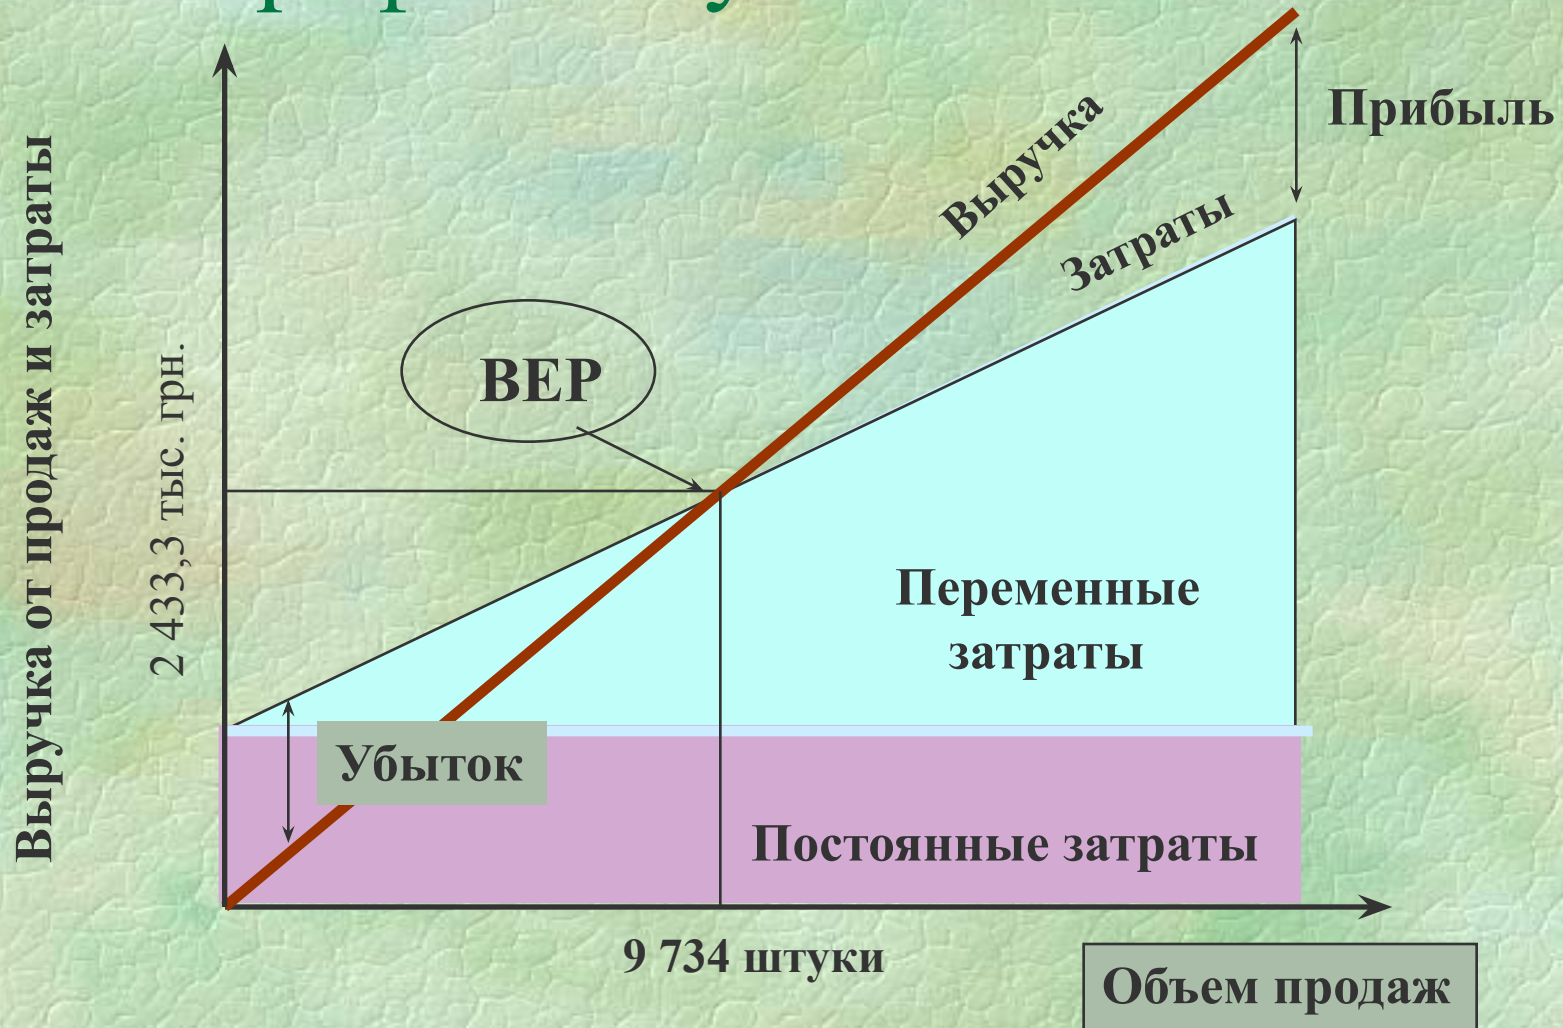 Выручка от продаж и затраты
2 433,3 тыс. грн.
BEP
Выручка
Затраты
Прибыль
Переменные
затраты
Убыток
Постоянные затраты
9 734 штуки
Объем продаж